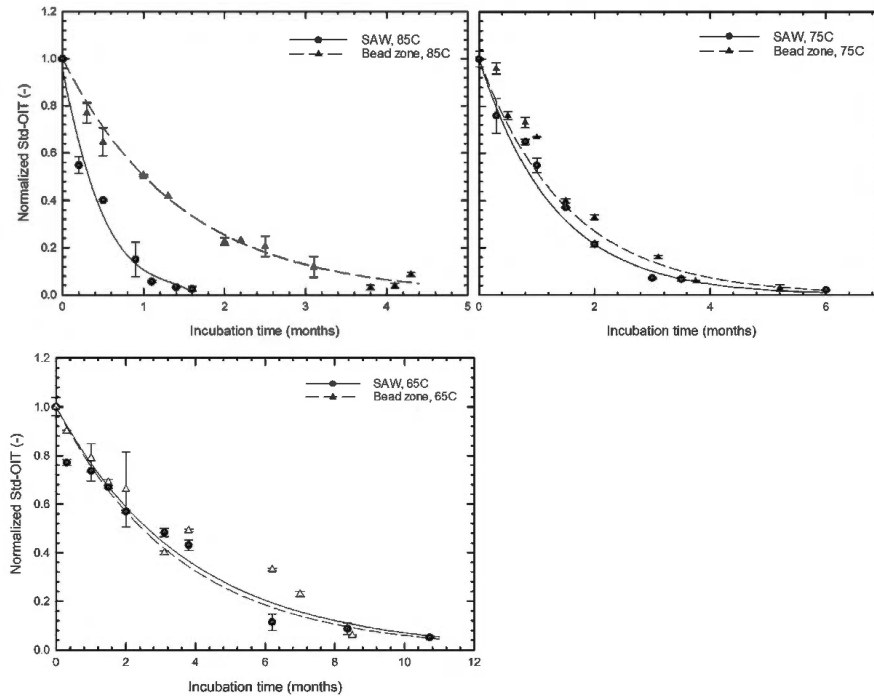 1.2
SAW, 85C
Bead zone, 85C
1.0
0.8
0.6
0.4
0.2
0.0
Normalized Std-OIT (-)
0 1 2 3 4 5
Incubation time (months)
SAW, 75C
Bead zone, 75C
0 2 4 6
Incubation time (months)
1.2
SAW, 65C
Bead zone, 65C
1.0
0.8
0.6
0.4
0.2
0.0
Normalized Std-OIT (-)
0 2 4 6 8 10 12
Incubation time (months)